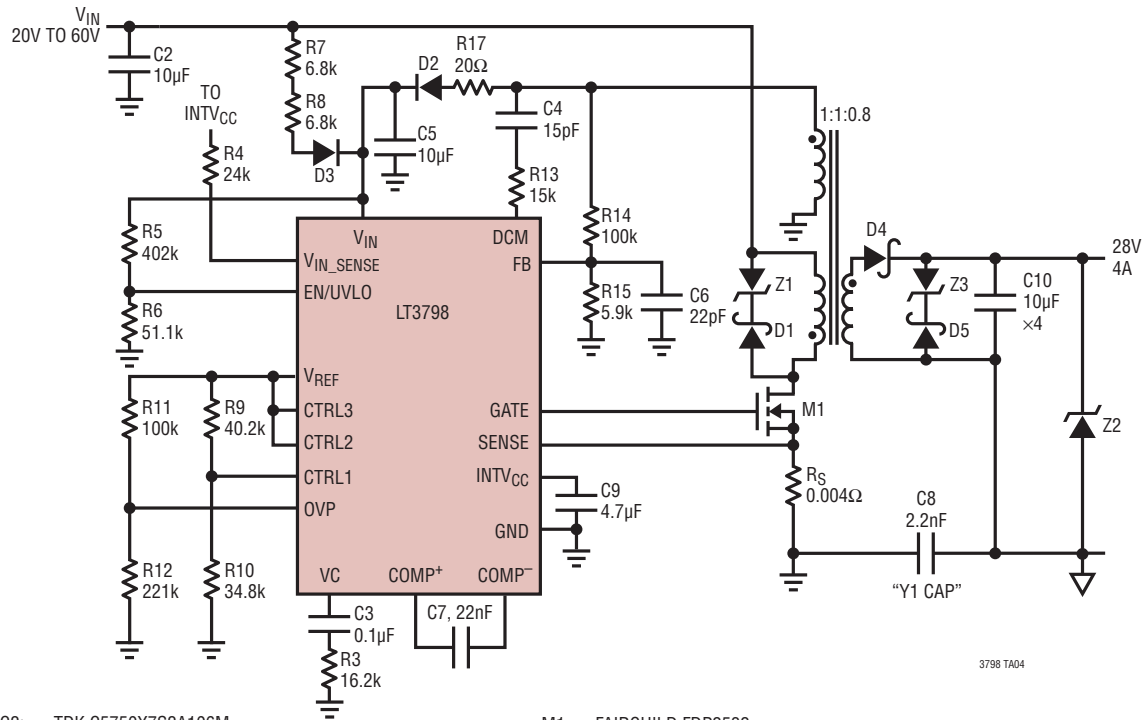 VIN
20V TO 60V
C2
10µF
R7
6.8k
R8
6.8k
D3
TO
INTVCC
R4
24k
D2
R17
20Ω
C5
10µF
C4
15pF
R13
15k
1:1:0.8
R5
402k
R6
51.1k
R14
100k
R15
5.9k
C6
22pF
Z1
D1
D4
Z3
D5
C10
10µF
×4
28V
4A
VIN
DCM
VIN_SENSE
FB
EN/UVLO
LT3798
VREF
CTRL3
GATE
CTRL2
SENSE
CTRL1
INTVCC
OVP
GND
VC
COMP+
COMP–
R11
100k
R9
40.2k
R12
221k
R10
34.8k
M1
Z2
RS
0.004Ω
C9
4.7µF
C8
2.2nF
"Y1 CAP"
C3
0.1µF
R3
16.2k
C7, 22nF
3798 TA04